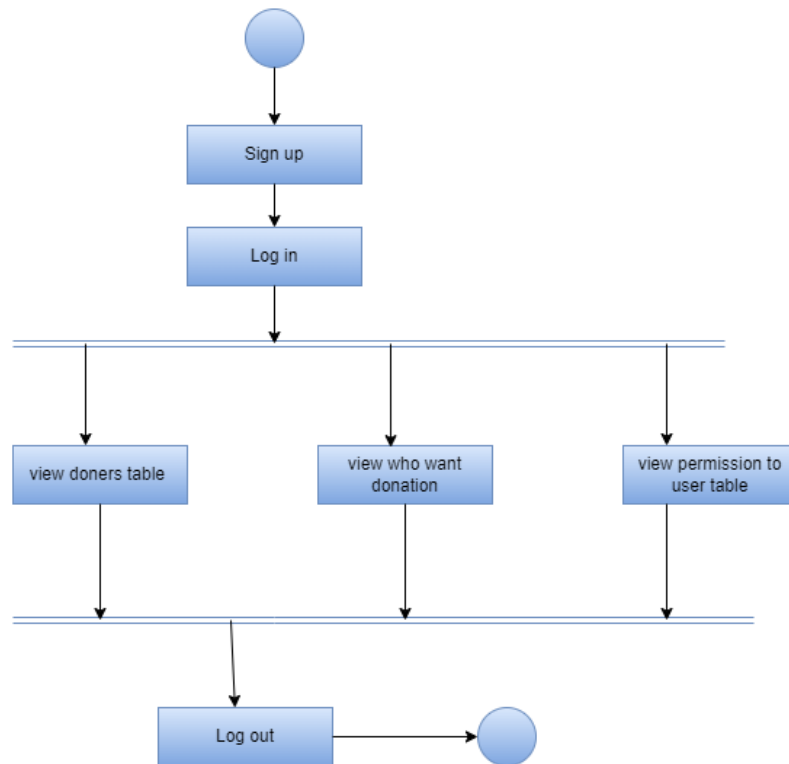 Sign up
Log in
view doners table
view who want
donation
view permission to
user table
Log out